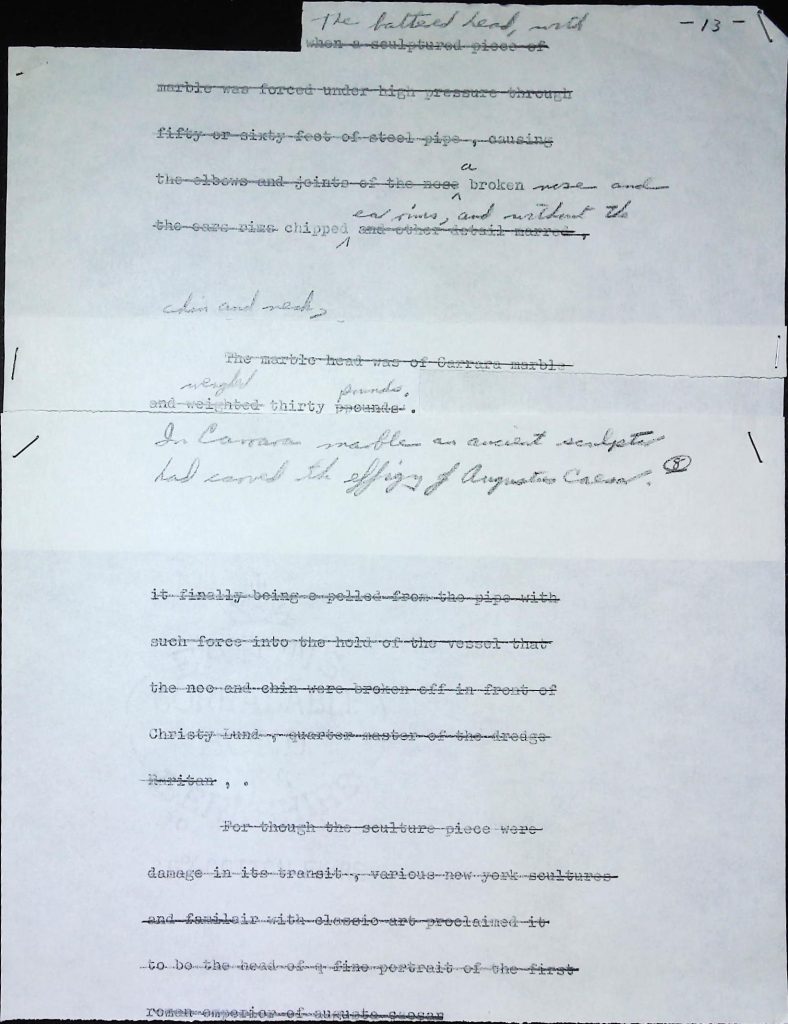 The battered head, with
-13-
when a sculptured piece of
marble was forced under high pressure through
fifty or sixty feet of steel pipe , causing
a
the elbows and joints of the nose broken nose and
ear rims, and without the
the ears rims chipped and other detail marred ,
chin and neck,
The marble head was of Carrara marble
weighed pounds.
and weighted thirty ppounds .
In Carrara marble an ancient sculptor
had carved the effigy of Augustus Caesar. 8
it finally being e pelled from the pipe with
such force into the hold of the vessel that
the nec and chin were broken off in front of
Christy Lund , quarter master of the dredge
Raritan , .
For though the sculture piece were
damage in its transit , various new york scultures
and familair with classic art proclaimed it
to be the head of q fine portrait of the first
roman emperior of auguste caesar